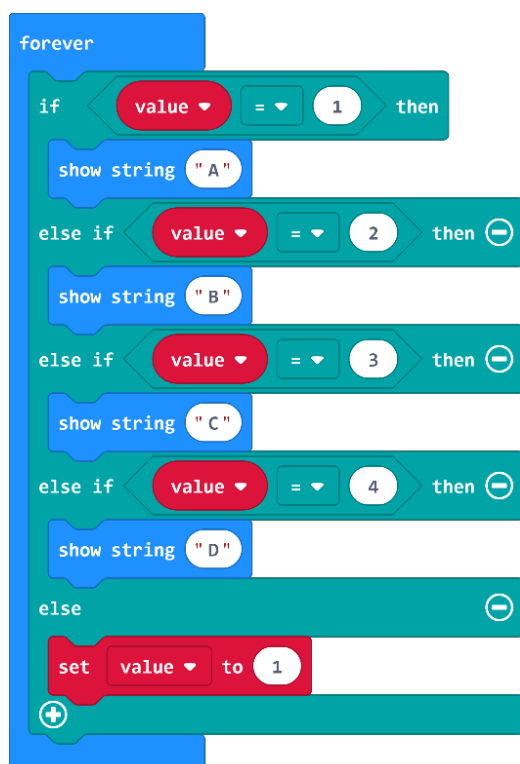 forever
if value = 1 then
show string "A"
else if value = 2 then
show string "B"
else if value = 3 then
show string "C"
else if value = 4 then
show string "D"
else
set value to 1